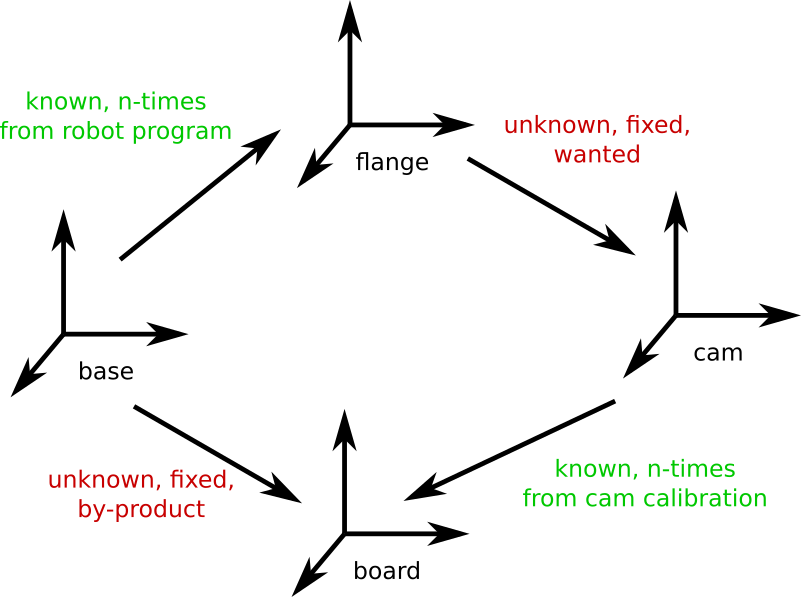 known, n-times
from robot program
unknown, fixed,
wanted
flange
base
cam
unknown, fixed,
by-product
known, n-times
from cam calibration
board